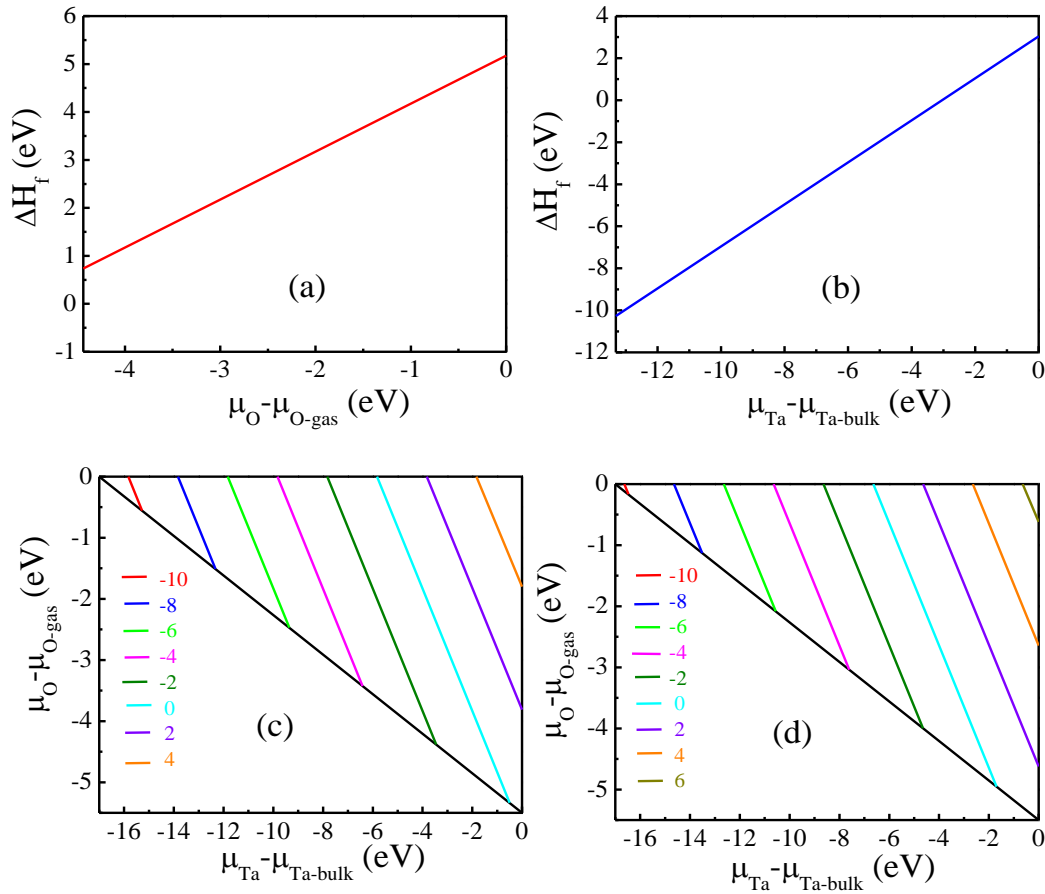 6
5
4
3
2
1
0
-1
ΔH_f (eV)
(a)
-4 -3 -2 -1 0
μ_O-μ_O-gas (eV)
4
2
0
-2
-4
-6
-8
-10
-12
ΔH_f (eV)
(b)
-12 -10 -8 -6 -4 -2 0
μ_Ta-μ_Ta-bulk (eV)
0
-1
-2
-3
-4
-5
μ_O-μ_O-gas (eV)
-10
-8
-6
-4
-2
0
2
4
(c)
-16 -14 -12 -10 -8 -6 -4 -2 0
μ_Ta-μ_Ta-bulk (eV)
0
-1
-2
-3
-4
-5
μ_O-μ_O-gas (eV)
-10
-8
-6
-4
-2
0
2
4
6
(d)
-16 -14 -12 -10 -8 -6 -4 -2 0
μ_Ta-μ_Ta-bulk (eV)